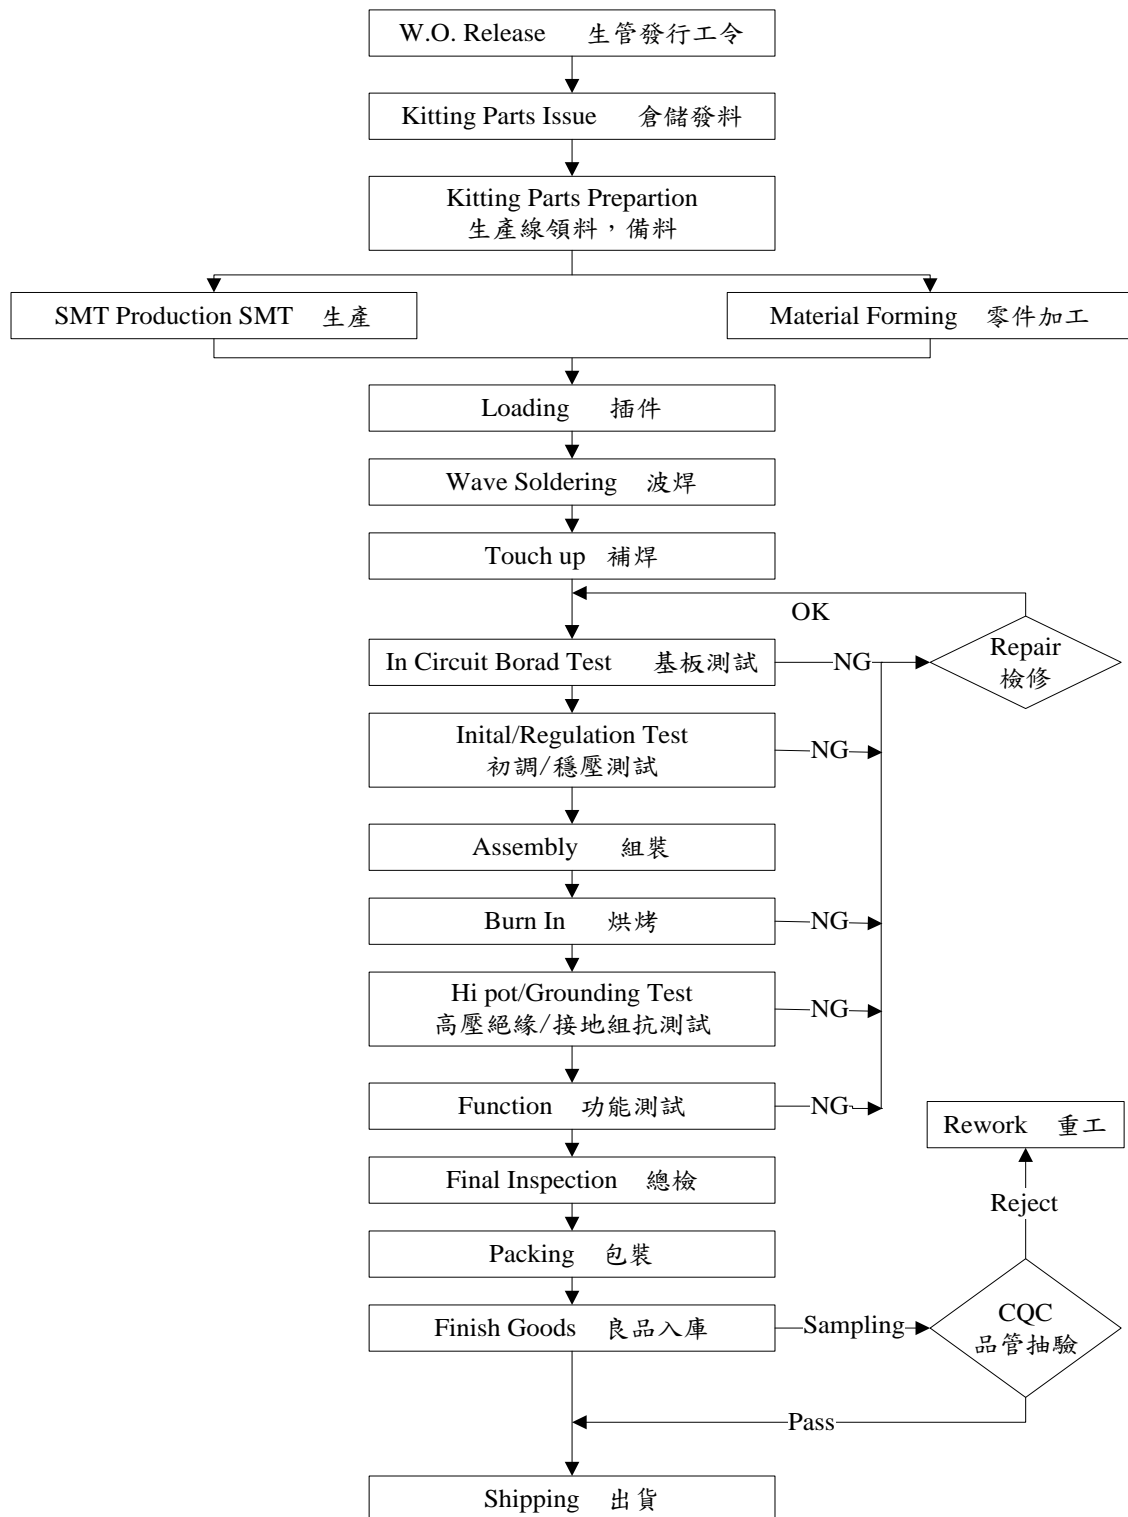 W.O. Release 生管發行工令
Kitting Parts Issue 倉儲發料
Kitting Parts Prepartion
生產線領料，備料
SMT Production SMT 生產
Material Forming 零件加工
Loading 插件
Wave Soldering 波焊
Touch up 補焊
OK
In Circuit Borad Test 基板測試
NG
Repair
檢修
Inital/Regulation Test
初調/穩壓測試
NG
Assembly 組裝
Burn In 烘烤
NG
Hi pot/Grounding Test
高壓絕緣/接地組抗測試
NG
Function 功能測試
NG
Rework 重工
Final Inspection 總檢
Reject
Packing 包裝
Finish Goods 良品入庫
Sampling
CQC
品管抽驗
Pass
Shipping 出貨